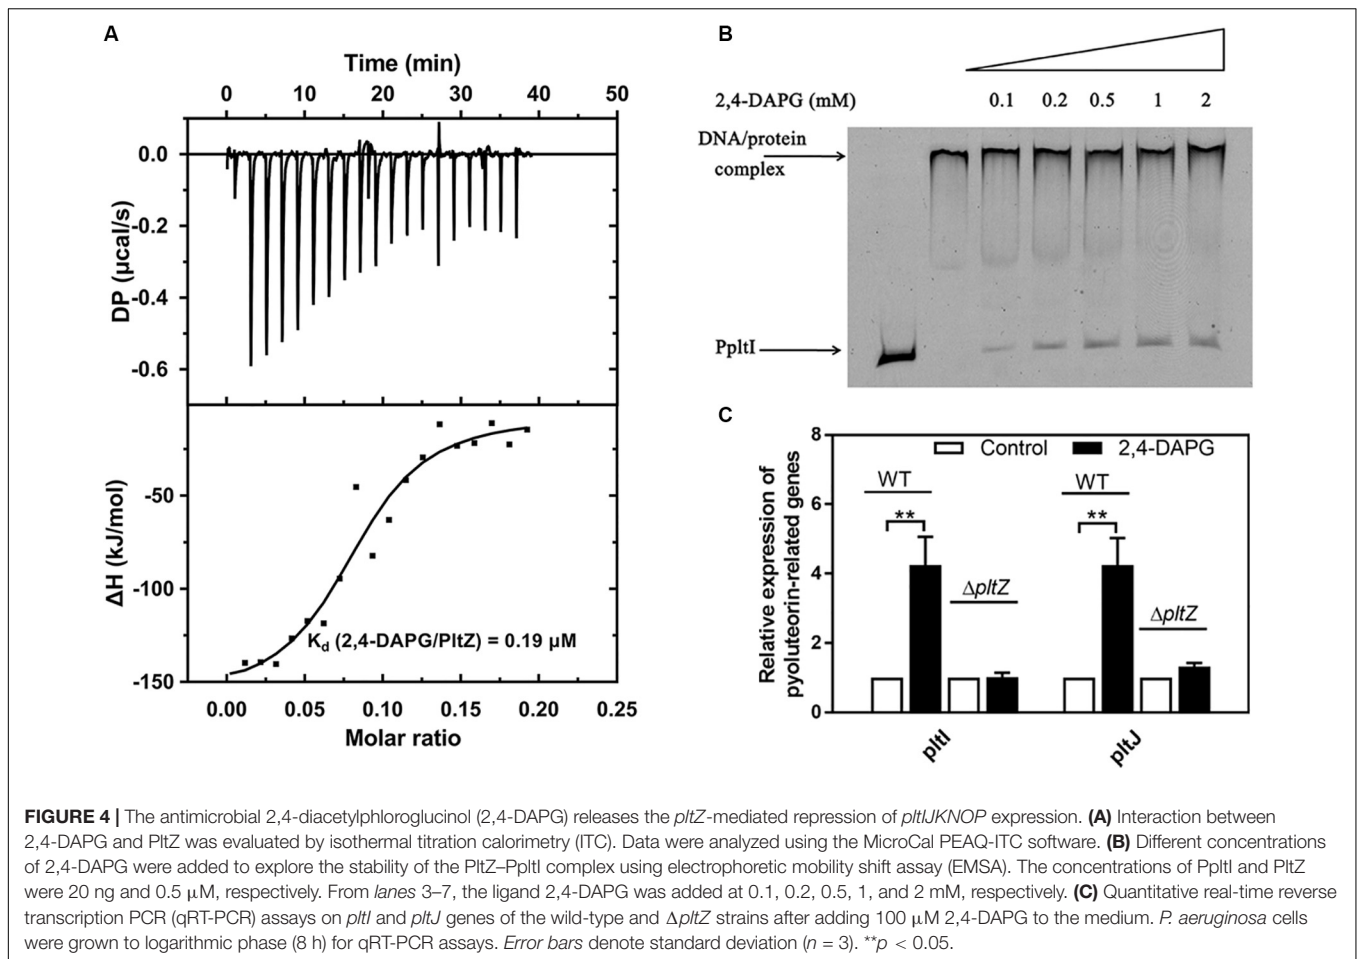 A
Time (min)
0 10 20 30 40 50
0.0
-0.2
-0.4
-0.6
DP (µcal/s)
-50
-100
-150
ΔH (kJ/mol)
Kd (2,4-DAPG/PltZ) = 0.19 µM
0.00 0.05 0.10 0.15 0.20 0.25
Molar ratio
B
2,4-DAPG (mM) 0.1 0.2 0.5 1 2
DNA/protein
complex
PpltI
C
Relative expression of
pyoluteorin-related genes
8
6
4
2
0
Control 2,4-DAPG
WT
**
ΔpltZ
WT
**
ΔpltZ
pltI
pltJ
FIGURE 4 | The antimicrobial 2,4-diacetylphloroglucinol (2,4-DAPG) releases the pltZ-mediated repression of pltIJKNOP expression. (A) Interaction between
2,4-DAPG and PltZ was evaluated by isothermal titration calorimetry (ITC). Data were analyzed using the MicroCal PEAQ-ITC software. (B) Different concentrations
of 2,4-DAPG were added to explore the stability of the PltZ–PpltI complex using electrophoretic mobility shift assay (EMSA). The concentrations of PpltI and PltZ
were 20 ng and 0.5 µM, respectively. From lanes 3–7, the ligand 2,4-DAPG was added at 0.1, 0.2, 0.5, 1, and 2 mM, respectively. (C) Quantitative real-time reverse
transcription PCR (qRT-PCR) assays on pltI and pltJ genes of the wild-type and ΔpltZ strains after adding 100 µM 2,4-DAPG to the medium. P. aeruginosa cells
were grown to logarithmic phase (8 h) for qRT-PCR assays. Error bars denote standard deviation (n = 3). **p < 0.05.